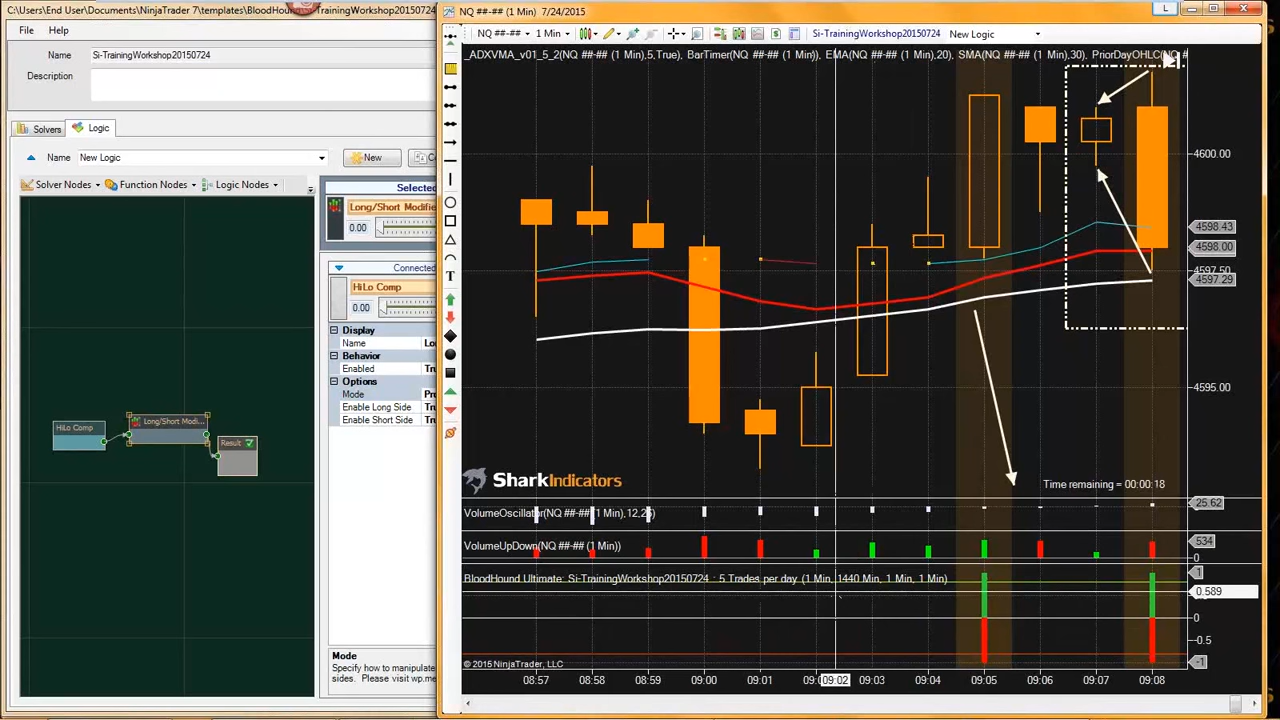 C:\Users\End User\Documents\NinjaTrader 7\templates\BloodHound
-TrainingWorkshop20150724
File Help
Name Si-TrainingWorkshop20150724
Description
Solvers Logic
Name New Logic New
Solver Nodes Function Nodes Logic Nodes
HiLo Comp
Long/Short Modi...
Result
Selected
Long/Short Modifie
0.00
Connected
HiLo Comp
0.00
Display
Name
Behavior
Enabled
Options
Mode
Enable Long Side
Enable Short Side
Mode
Specify how to manipulate
sides. Please visit wp.me
NQ ##-## (1 Min) 7/24/2015
L
NQ ##-## 1 Min Si-TrainingWorkshop20150724 New Logic
T
_ADXVMA_v01_5_2(NQ ##-## (1 Min),5,True), BarTimer(NQ ##-## (1 Min)), EMA(NQ ##-## (1 Min),20) SMA(NQ ##-## (1 Min),30)
4600.00
4598.43
4598.00
4597.50
4597.29
4595.00
SharkIndicators
Time remaining = 00:00:18
VolumeOscillator(NQ ##-## (1 Min),12,26)
25.62
VolumeUpDown(NQ ##-## (1 Min))
534
0
BloodHound Ultimate: Si-TrainingWorkshop20150724 : 5 Trades per day (1 Min, 1440 Min, 1 Min, 1 Min)
1
0.589
0
-0.5
-1
© 2015 NinjaTrader, LLC
08:57 08:58 08:59 09:00 09:01 09:02 09:03 09:04 09:05 09:06 09:07 09:08